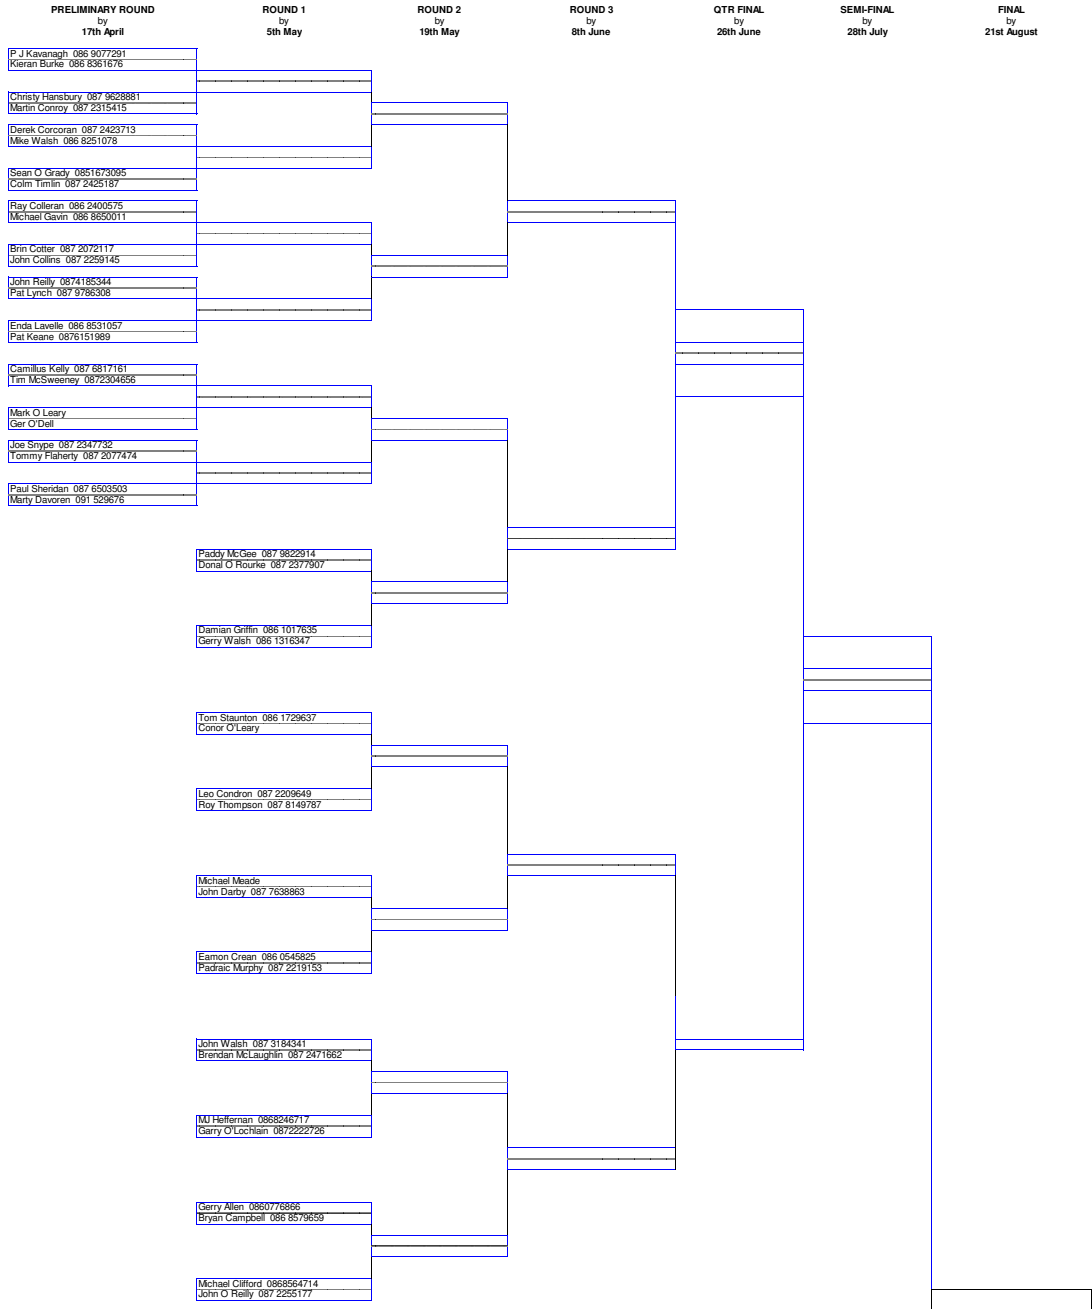 PRELIMINARY ROUND
by
17th April
ROUND 1
by
5th May
ROUND 2
by
19th May
ROUND 3
by
8th June
QTR FINAL
by
26th June
SEMI-FINAL
by
28th July
FINAL
by
21st August
P J Kavanagh 086 9077291
Kieran Burke 086 8361676
Christy Hansbury 087 9628881
Martin Conroy 087 2315415
Derek Corcoran 087 2423713
Mike Walsh 086 8251078
Sean O Grady 0851673095
Colm Timlin 087 2425187
Ray Colleran 086 2400575
Michael Gavin 086 8650011
Brin Cotter 087 2072117
John Collins 087 2259145
John Reilly 0874185344
Pat Lynch 087 9786308
Enda Lavelle 086 8531057
Pat Keane 0876151989
Camillus Kelly 087 6817161
Tim McSweeney 0872304656
Mark O Leary
Ger O'Dell
Joe Snype 087 2347732
Tommy Flaherty 087 2077474
Paul Sheridan 087 6503503
Marty Davoren 091 529676
Paddy McGee 087 9822914
Donal O Rourke 087 2377907
Damian Griffin 086 1017635
Gerry Walsh 086 1316347
Tom Staunton 086 1729637
Conor O'Leary
Leo Condron 087 2209649
Roy Thompson 087 8149787
Michael Meade
John Darby 087 7638863
Eamon Crean 086 0545825
Padraic Murphy 087 2219153
John Walsh 087 3184341
Brendan McLaughlin 087 2471662
MJ Heffernan 0868246717
Garry O'Lochlain 0872222726
Gerry Allen 0860776866
Bryan Campbell 086 8579659
Michael Clifford 0868564714
John O Reilly 087 2255177